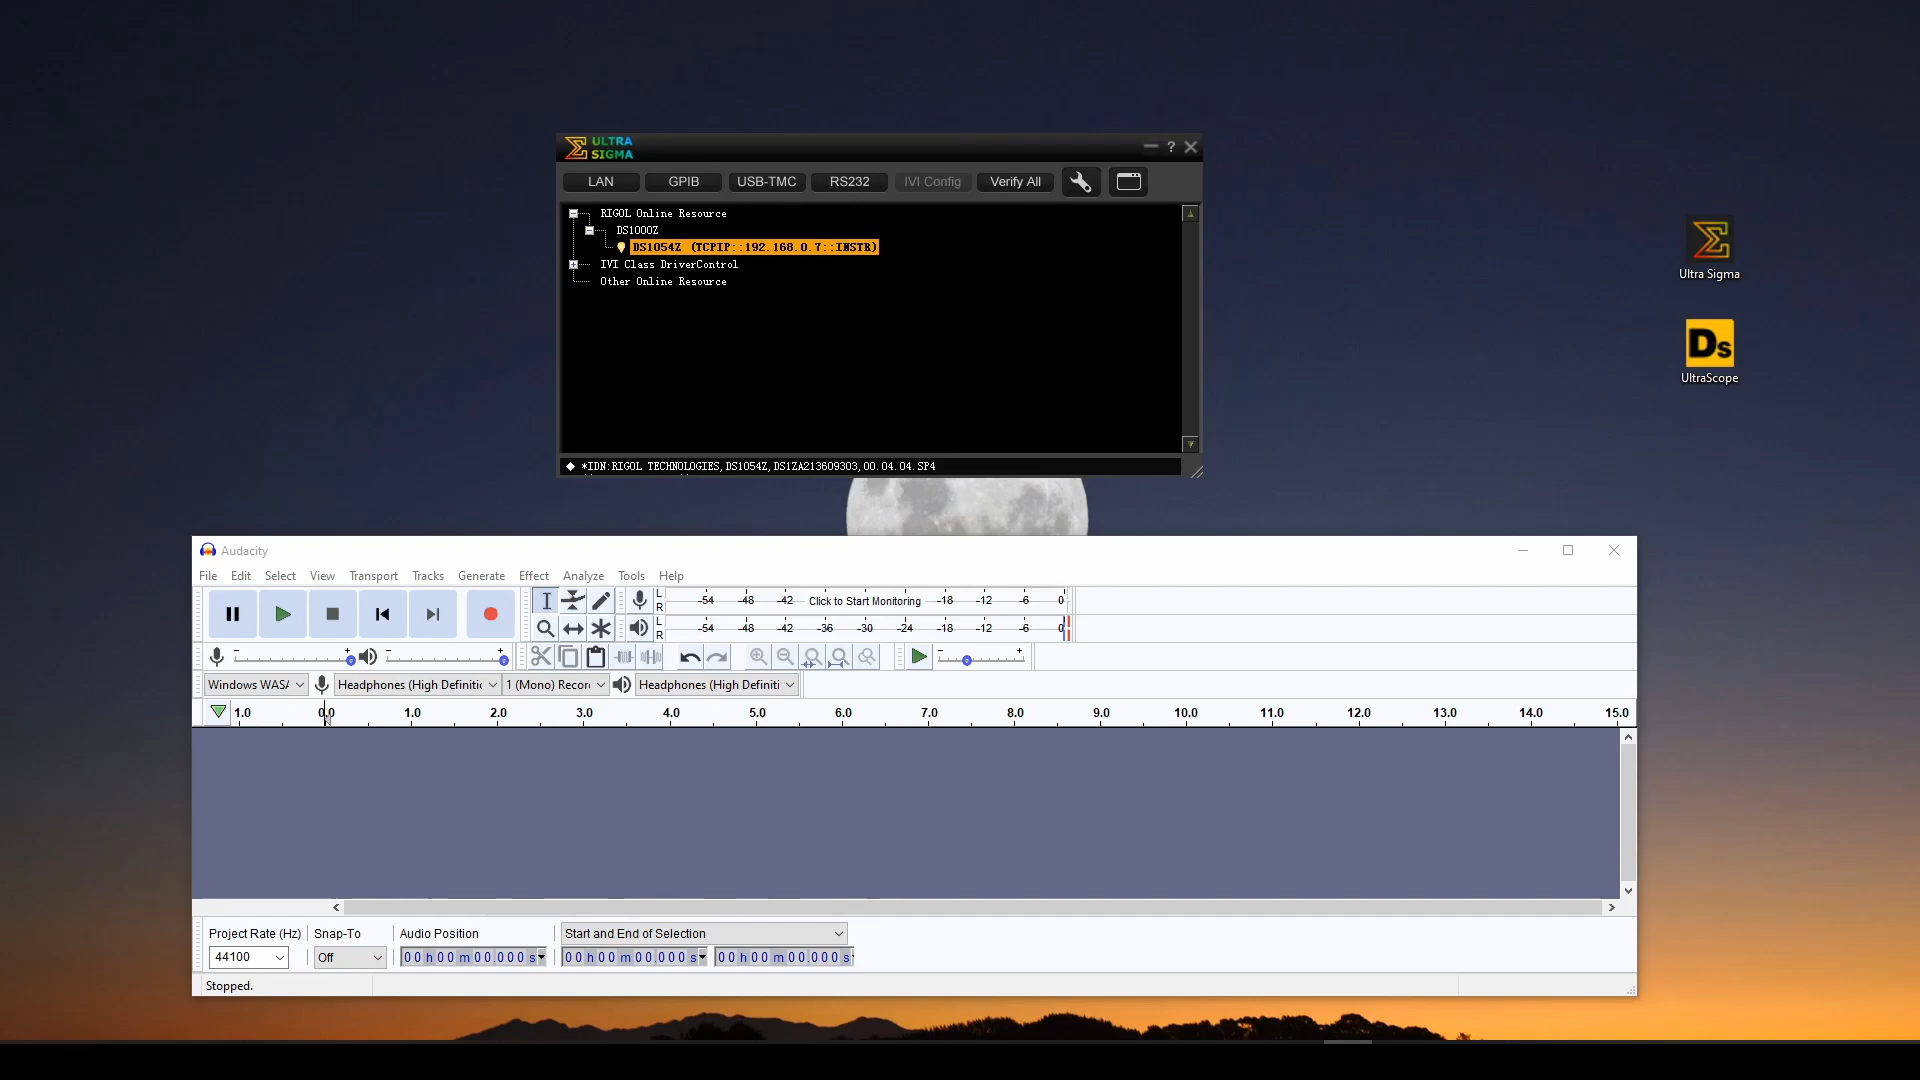 ULTRA
SIGMA
?
LAN GPIB USB-TMC RS232 IVI Config Verify All
RIGOL Online Resource
DS1000Z
DS1054Z (TCPIP::192.168.0.7::INSTR)
IVI Class DriverControl
Other Online Resource
*IDN:RIGOL TECHNOLOGIES,DS1054Z,DS1ZA213609303,00.04.04.SP4
Ultra Sigma
Ds
UltraScope
Audacity
File Edit Select View Transport Tracks Generate Effect Analyze Tools Help
L
R
-54 -48 -42 Click to Start Monitoring -18 -12 -6 0
L
R
-54 -48 -42 -36 -30 -24 -18 -12 -6 0
- + - + - +
Windows WASA Headphones (High Definitic 1 (Mono) Recor Headphones (High Definiti
1.0 0.0 1.0 2.0 3.0 4.0 5.0 6.0 7.0 8.0 9.0 10.0 11.0 12.0 13.0 14.0 15.0
Project Rate (Hz) Snap-To Audio Position Start and End of Selection
44100 Off 00 h 00 m 00.000 s 00 h 00 m 00.000 s 00 h 00 m 00.000 s
Stopped.